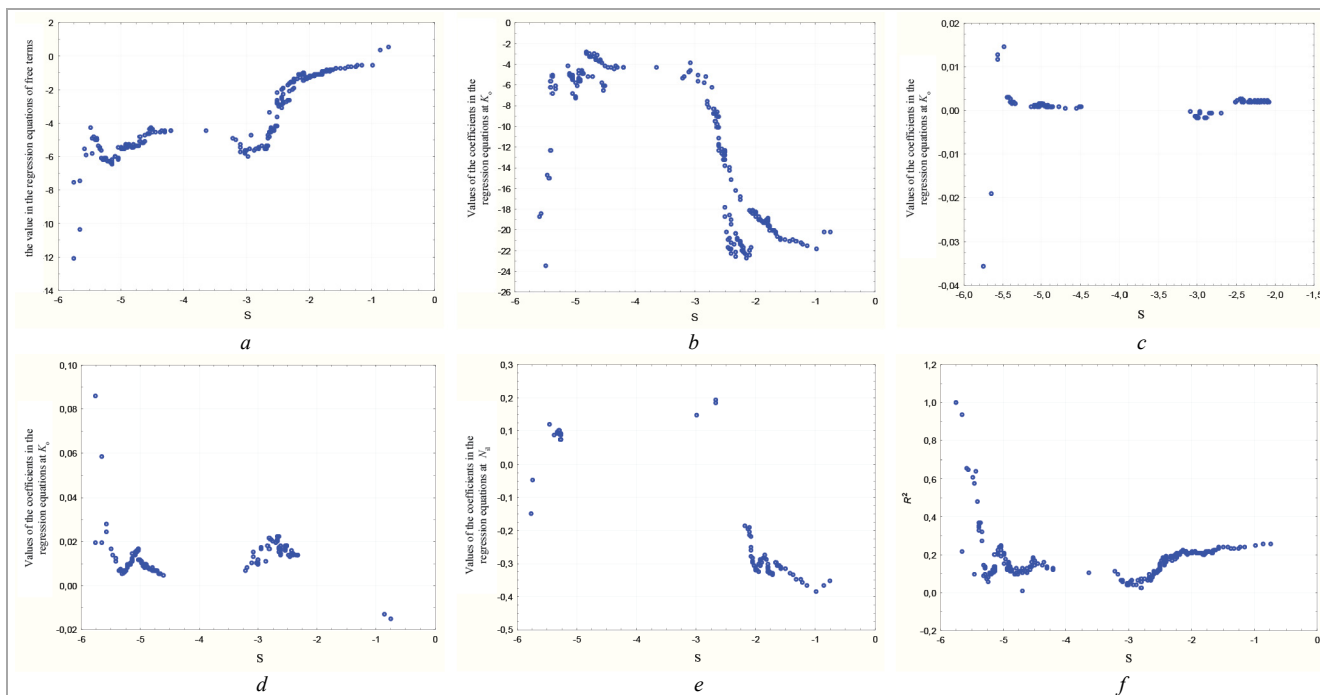 the value in the regression equations of free terms
2
0
-2
-4
-6
-8
10
12
14
-6 -5 -4 -3 -2 -1 0
S
a
Values of the coefficients in the
regression equations at Kₒ
0
-2
-4
-6
-8
-10
-12
-14
-16
-18
-20
-22
-24
-26
-6 -5 -4 -3 -2 -1 0
S
b
Values of the coefficients in the
regression equations at Kₒ
0,02
0,01
0,00
-0,01
-0,02
-0,03
-0,04
-6,0 -5,5 -5,0 -4,5 -4,0 -3,5 -3,0 -2,5 -2,0 -1,5
S
c
Values of the coefficients in the
regression equations at Kₒ
0,10
0,08
0,06
0,04
0,02
0,00
-0,02
-6 -5 -4 -3 -2 -1 0
S
d
Values of the coefficients in the
regression equations at N
0,3
0,2
0,1
0,0
-0,1
-0,2
-0,3
-0,4
-0,5
-6 -5 -4 -3 -2 -1 0
S
e
R²
1,2
1,0
0,8
0,6
0,4
0,2
0,0
-0,2
-6 -5 -4 -3 -2 -1 0
S
f